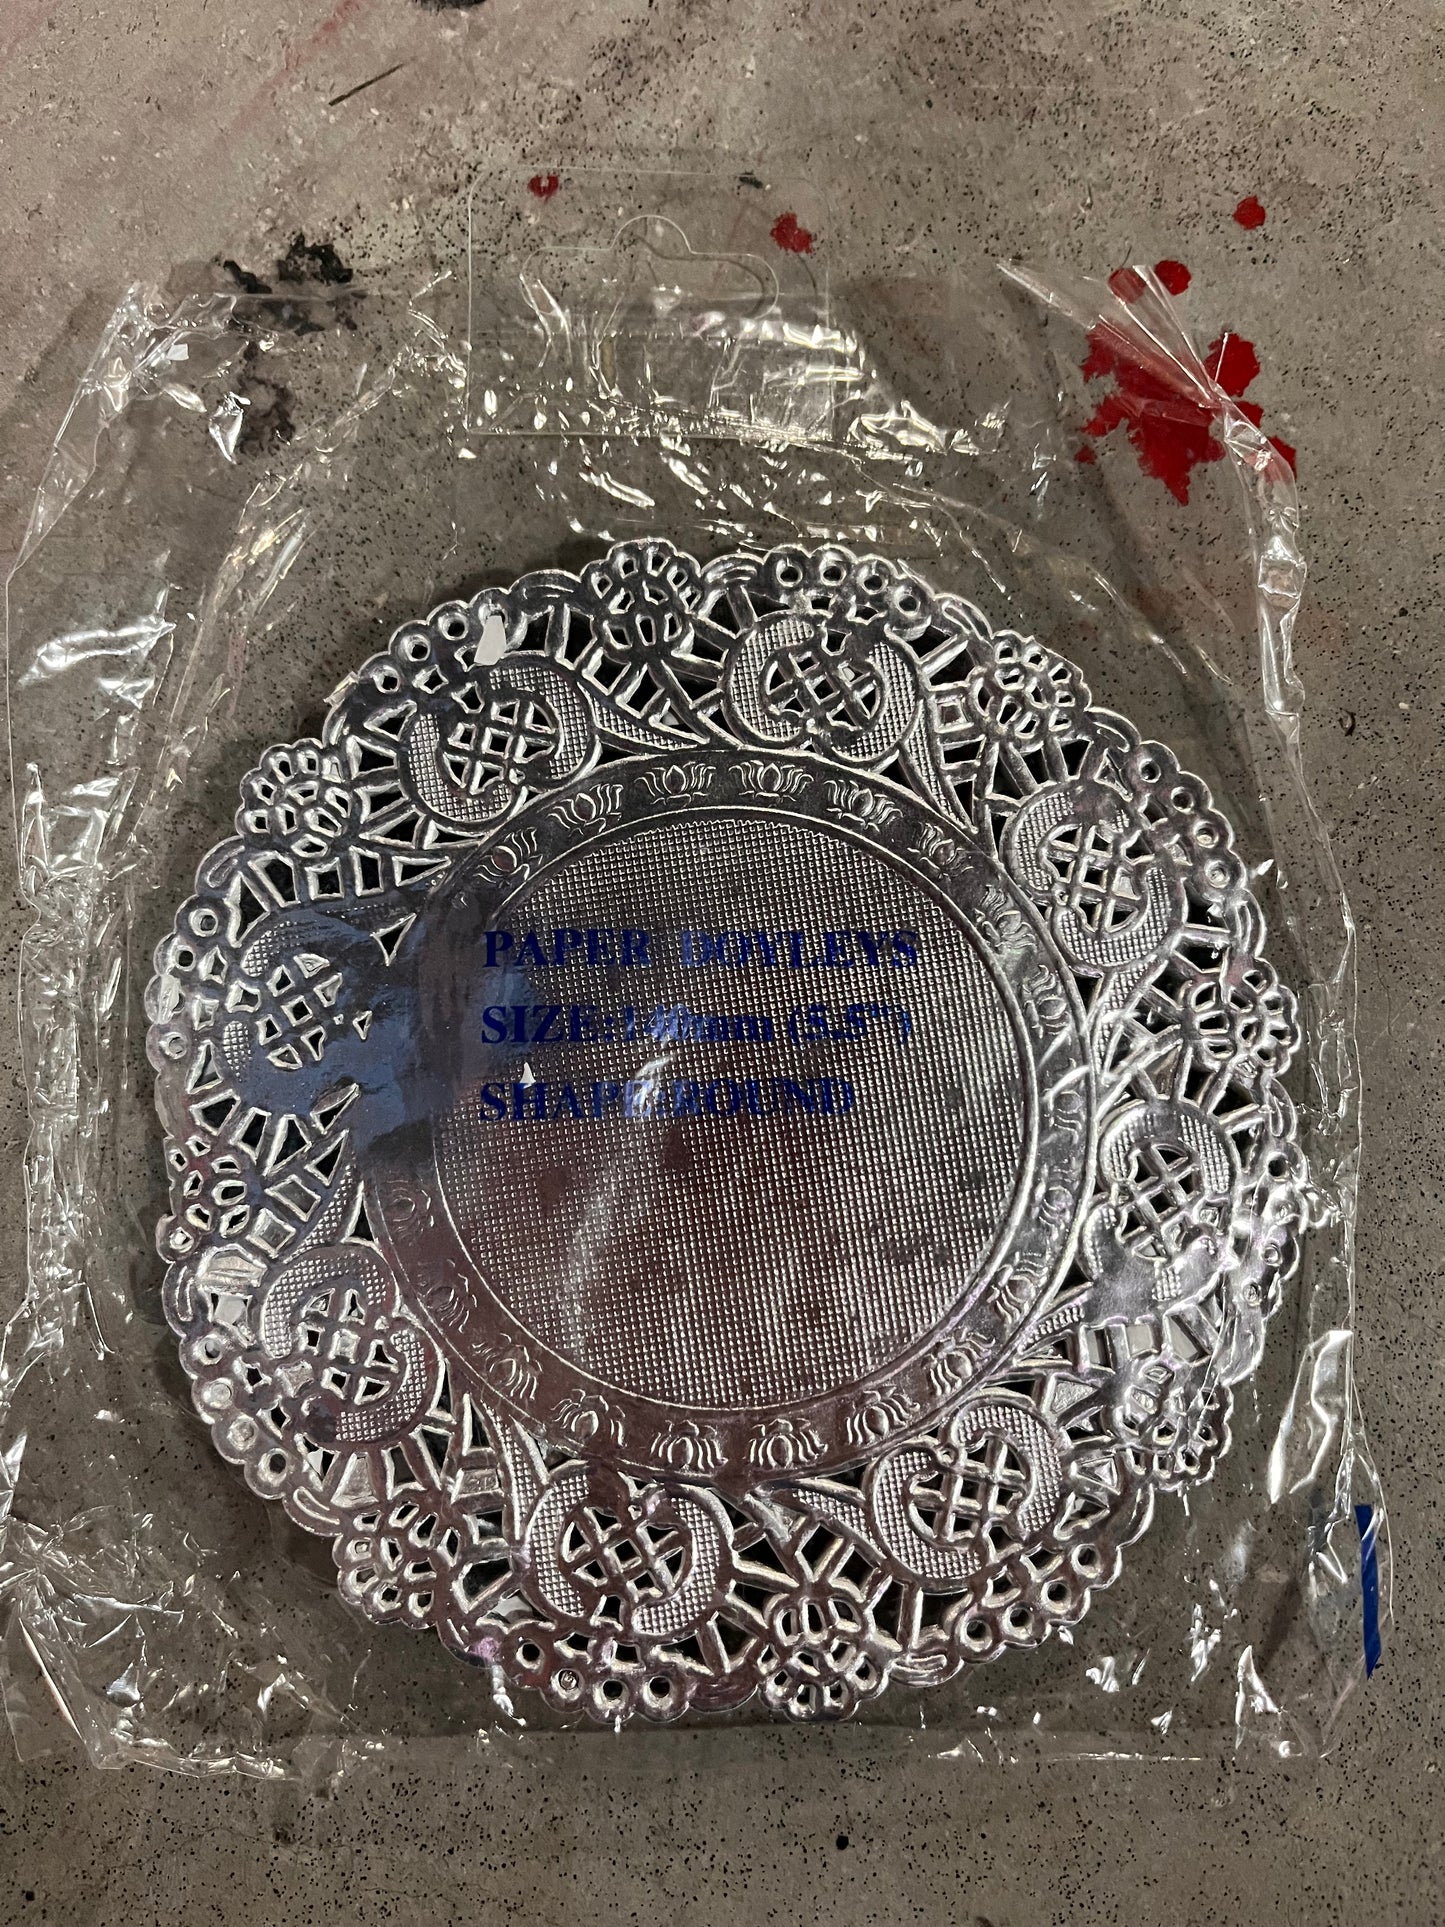 PAPER DOYLEYS
SIZE:140mm (5.5")
SHAPE:ROUND